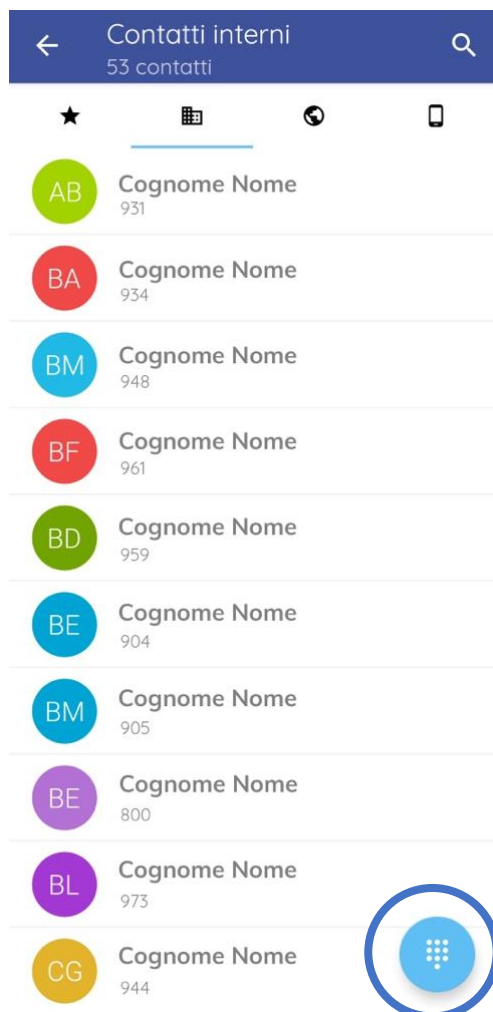 Contatti interni
53 contatti
AB Cognome Nome
931
BA Cognome Nome
934
BM Cognome Nome
948
BF Cognome Nome
961
BD Cognome Nome
959
BE Cognome Nome
904
BM Cognome Nome
905
BE Cognome Nome
800
BL Cognome Nome
973
CG Cognome Nome
944